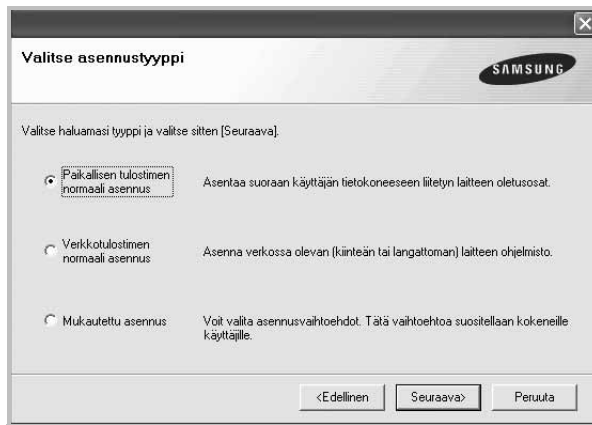 Valitse asennustyyppi
SAMSUNG
Valitse haluamasi tyyppi ja valitse sitten [Seuraava].
Paikallisen tulostimen
normaali asennus
Asentaa suoraan käyttäjän tietokoneeseen liitetyn laitteen oletusosat.
Verkkotulostimen
normaali asennus
Asenna verkossa olevan (kiinteän tai langattoman) laitteen ohjelmisto.
Mukautettu asennus
Voit valita asennusvaihtoehdot. Tätä vaihtoehtoa suositellaan kokeneille
käyttäjille.
<Edellinen
Seuraava>
Peruuta